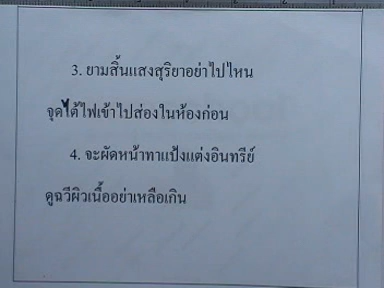 3. ยามสิ้นแสงสุริยาอย่าไปไหน
จุดไต้ไฟเข้าไปส่องในห้องก่อน
4. จะผัดหน้าทาแป้งแต่งอินทรีย์
ดูฉวีผิวเนื้ออย่าเหลือเกิน